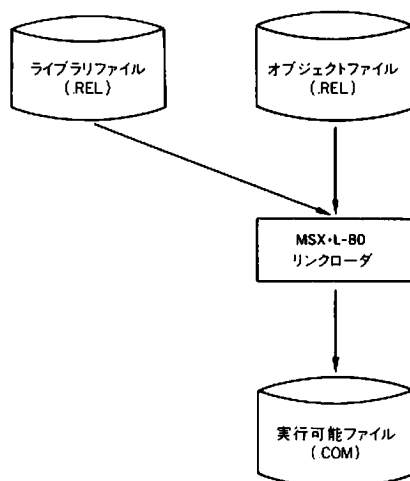 ライブラリファイル
(.REL)
オブジェクトファイル
(.REL)
MSX・L-80
リンクローダ
実行可能ファイル
(.COM)